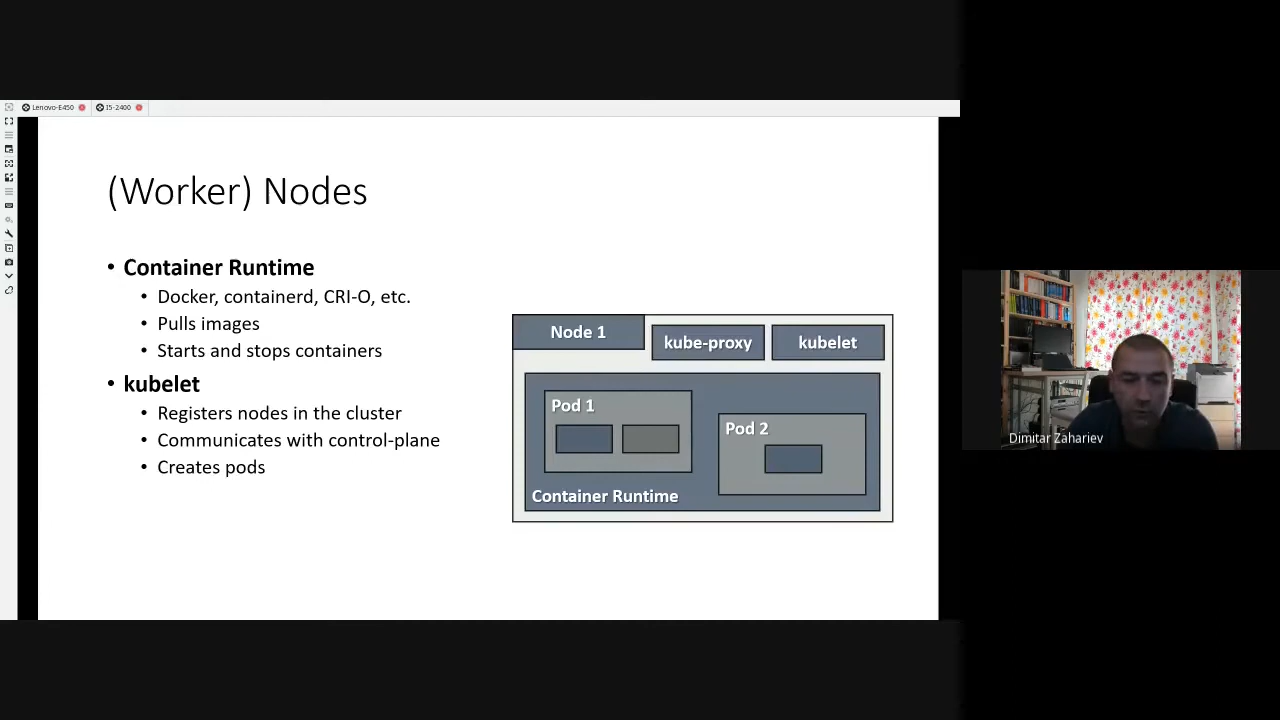 Lenovo-E450
I5-2400
(Worker) Nodes
• Container Runtime
• Docker, containerd, CRI-O, etc.
• Pulls images
• Starts and stops containers
• kubelet
• Registers nodes in the cluster
• Communicates with control-plane
• Creates pods
Node 1
kube-proxy
kubelet
Pod 1
Pod 2
Container Runtime
Dimitar Zahariev